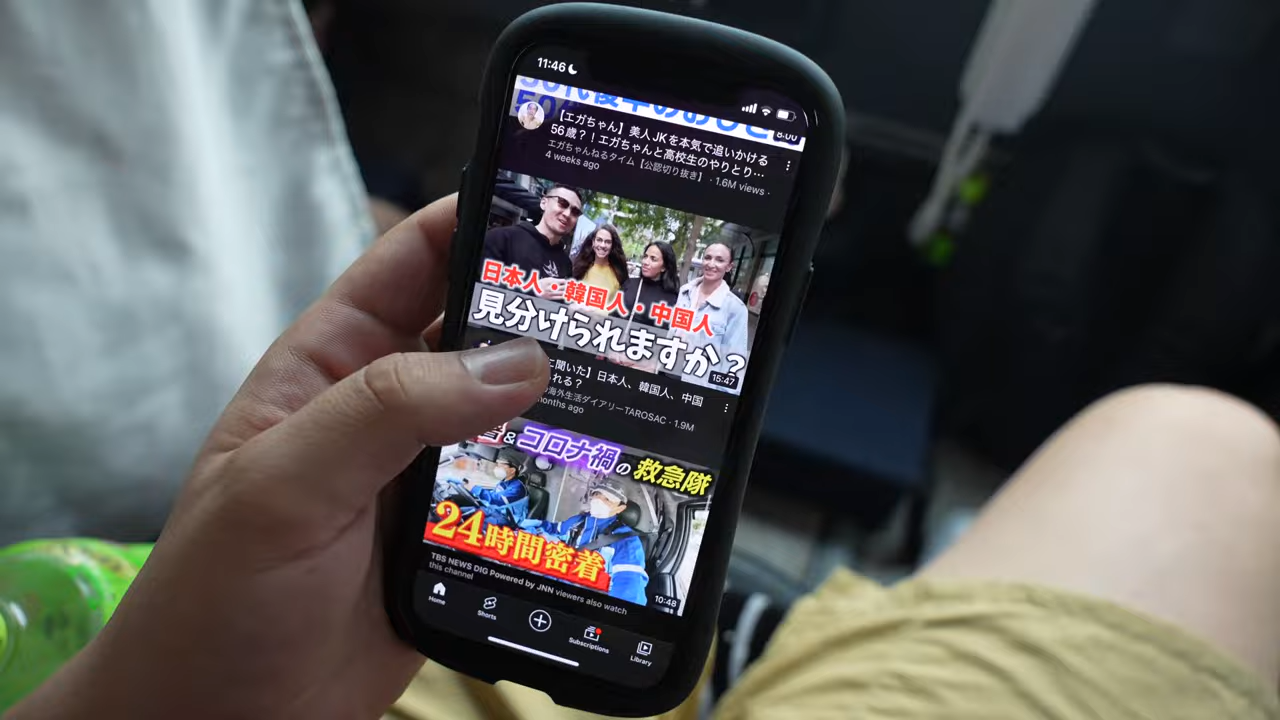 11:46
8:00
【エガちゃん】美人JKを本気で追いかける
56歳？！エガちゃんと高校生のやりとり…
エガちゃんねるタイム【公認切り抜き】・1.6M views・
4 weeks ago
日本人・韓国人・中国人
見分けられますか？
15:47
に聞いた】日本人、韓国人、中国
れる？
海外生活ダイアリーTAROSAC・1.9M
months ago
&コロナ禍の救急隊
24時間密着
10:48
TBS NEWS DIG Powered by JNN viewers also watch
this channel
Home
Shorts
Subscriptions
Library